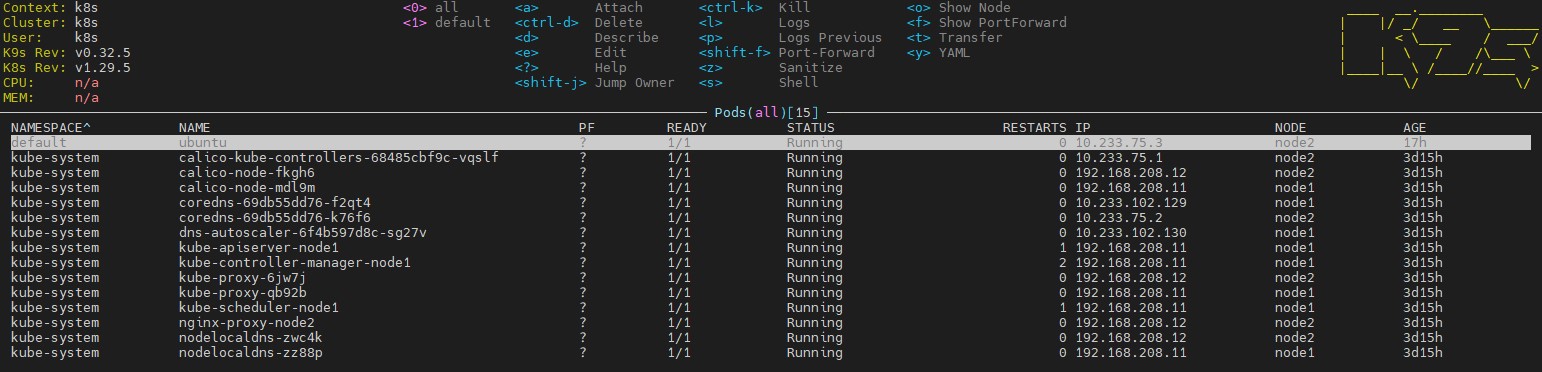 Context: k8s <0> all <a> Attach <ctrl-k> Kill <o> Show Node
Cluster: k8s <1> default <ctrl-d> Delete <l> Logs <f> Show PortForward
User: k8s <d> Describe <p> Logs Previous <t> Transfer
K9s Rev: v0.32.5 <e> Edit <shift-f> Port-Forward <y> YAML
K8s Rev: v1.29.5 <?> Help <z> Sanitize
CPU: n/a <shift-j> Jump Owner <s> Shell
MEM: n/a
Pods(all)[15]
NAMESPACE^ NAME PF READY STATUS RESTARTS IP NODE AGE
default ubuntu ? 1/1 Running 0 10.233.75.3 node2 17h
kube-system calico-kube-controllers-68485cbf9c-vqslf ? 1/1 Running 0 10.233.75.1 node2 3d15h
kube-system calico-node-fkgh6 ? 1/1 Running 0 192.168.208.12 node2 3d15h
kube-system calico-node-mdl9m ? 1/1 Running 0 192.168.208.11 node1 3d15h
kube-system coredns-69db55dd76-f2qt4 ? 1/1 Running 0 10.233.102.129 node1 3d15h
kube-system coredns-69db55dd76-k76f6 ? 1/1 Running 0 10.233.75.2 node2 3d15h
kube-system dns-autoscaler-6f4b597d8c-sg27v ? 1/1 Running 0 10.233.102.130 node1 3d15h
kube-system kube-apiserver-node1 ? 1/1 Running 1 192.168.208.11 node1 3d15h
kube-system kube-controller-manager-node1 ? 1/1 Running 2 192.168.208.11 node1 3d15h
kube-system kube-proxy-6jw7j ? 1/1 Running 0 192.168.208.12 node2 3d15h
kube-system kube-proxy-qb92b ? 1/1 Running 0 192.168.208.11 node1 3d15h
kube-system kube-scheduler-node1 ? 1/1 Running 1 192.168.208.11 node1 3d15h
kube-system nginx-proxy-node2 ? 1/1 Running 0 192.168.208.12 node2 3d15h
kube-system nodelocaldns-zwc4k ? 1/1 Running 0 192.168.208.12 node2 3d15h
kube-system nodelocaldns-zz88p ? 1/1 Running 0 192.168.208.11 node1 3d15h